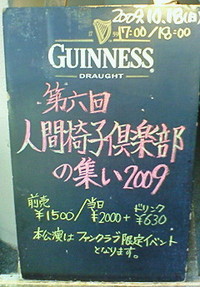 2009.10.18(日)
17:00/18:00
GUINNESS
DRAUGHT
第六回
人間椅子倶楽部
の集い2009
前売 / 当日 ドリンク
¥1500 ¥2000+ ¥630
本公演はファンクラブ限定イベント
となります。